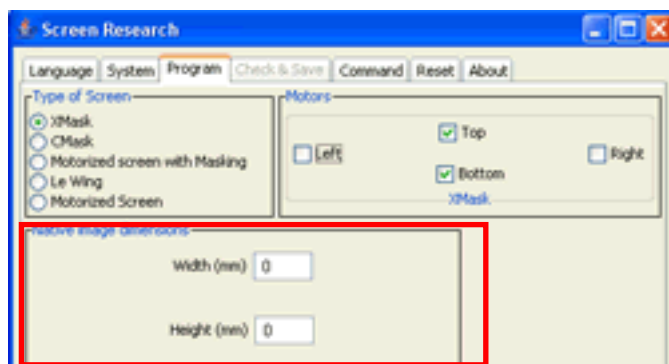 Screen Research
Language System Program Check & Save Command Reset About
Type of Screen
XMask
CMask
Motorized screen with Masking
Le Wing
Motorized Screen
Motors
Top
Left
Right
Bottom
XMask
Native image dimensions
Width (mm) 0
Height (mm) 0